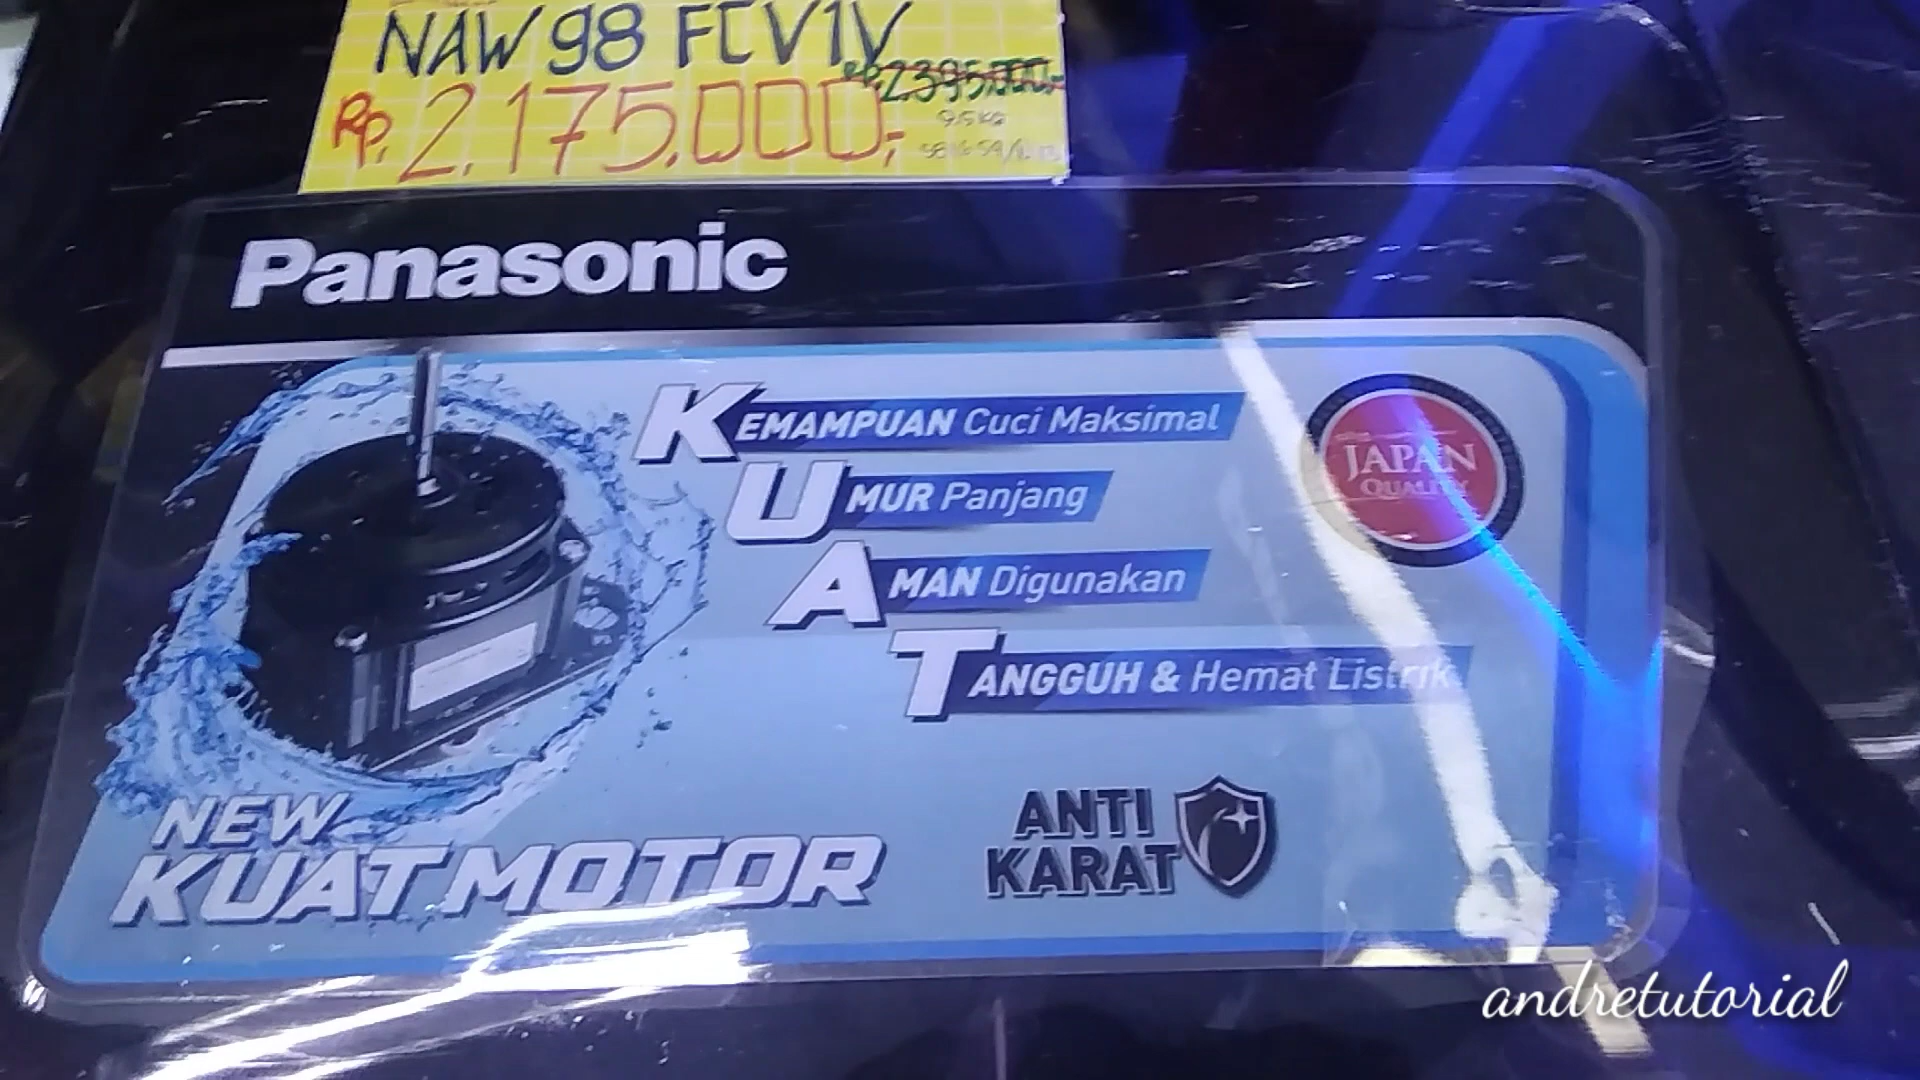 NAW 98 FCV1V
Rp. 2.175.000,-
Rp. 2.395.000,-
9.5 KG
Panasonic
KEMAMPUAN Cuci Maksimal
UMUR Panjang
AMAN Digunakan
TANGGUH & Hemat Listrik
JAPAN
QUALITY
NEW
KUAT MOTOR
ANTI
KARAT
andretutorial